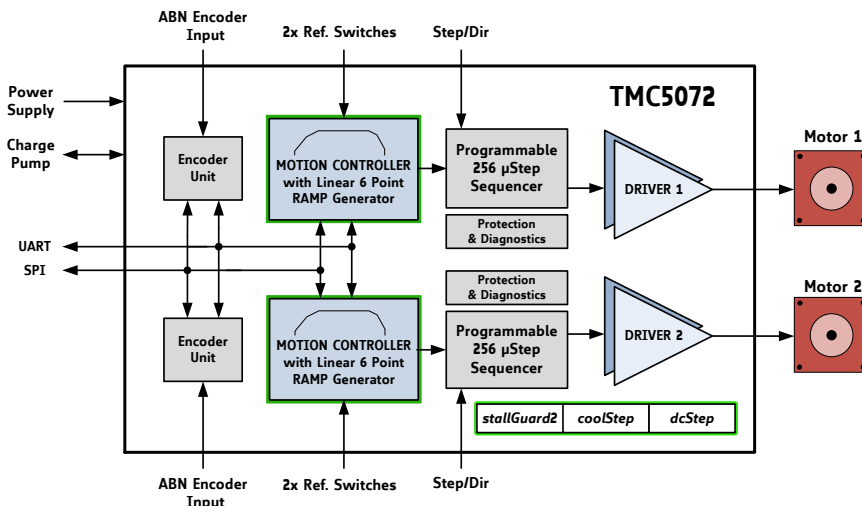 ABN Encoder
Input
2x Ref. Switches
Step/Dir
TMC5072
Power
Supply
Charge
Pump
Encoder
Unit
MOTION CONTROLLER
with Linear 6 Point
RAMP Generator
Programmable
256 µStep
Sequencer
DRIVER 1
Motor 1
Protection
& Diagnostics
UART
SPI
Protection
& Diagnostics
Motor 2
Encoder
Unit
MOTION CONTROLLER
with Linear 6 Point
RAMP Generator
Programmable
256 µStep
Sequencer
DRIVER 2
stallGuard2 coolStep dcStep
ABN Encoder
Input
2x Ref. Switches
Step/Dir